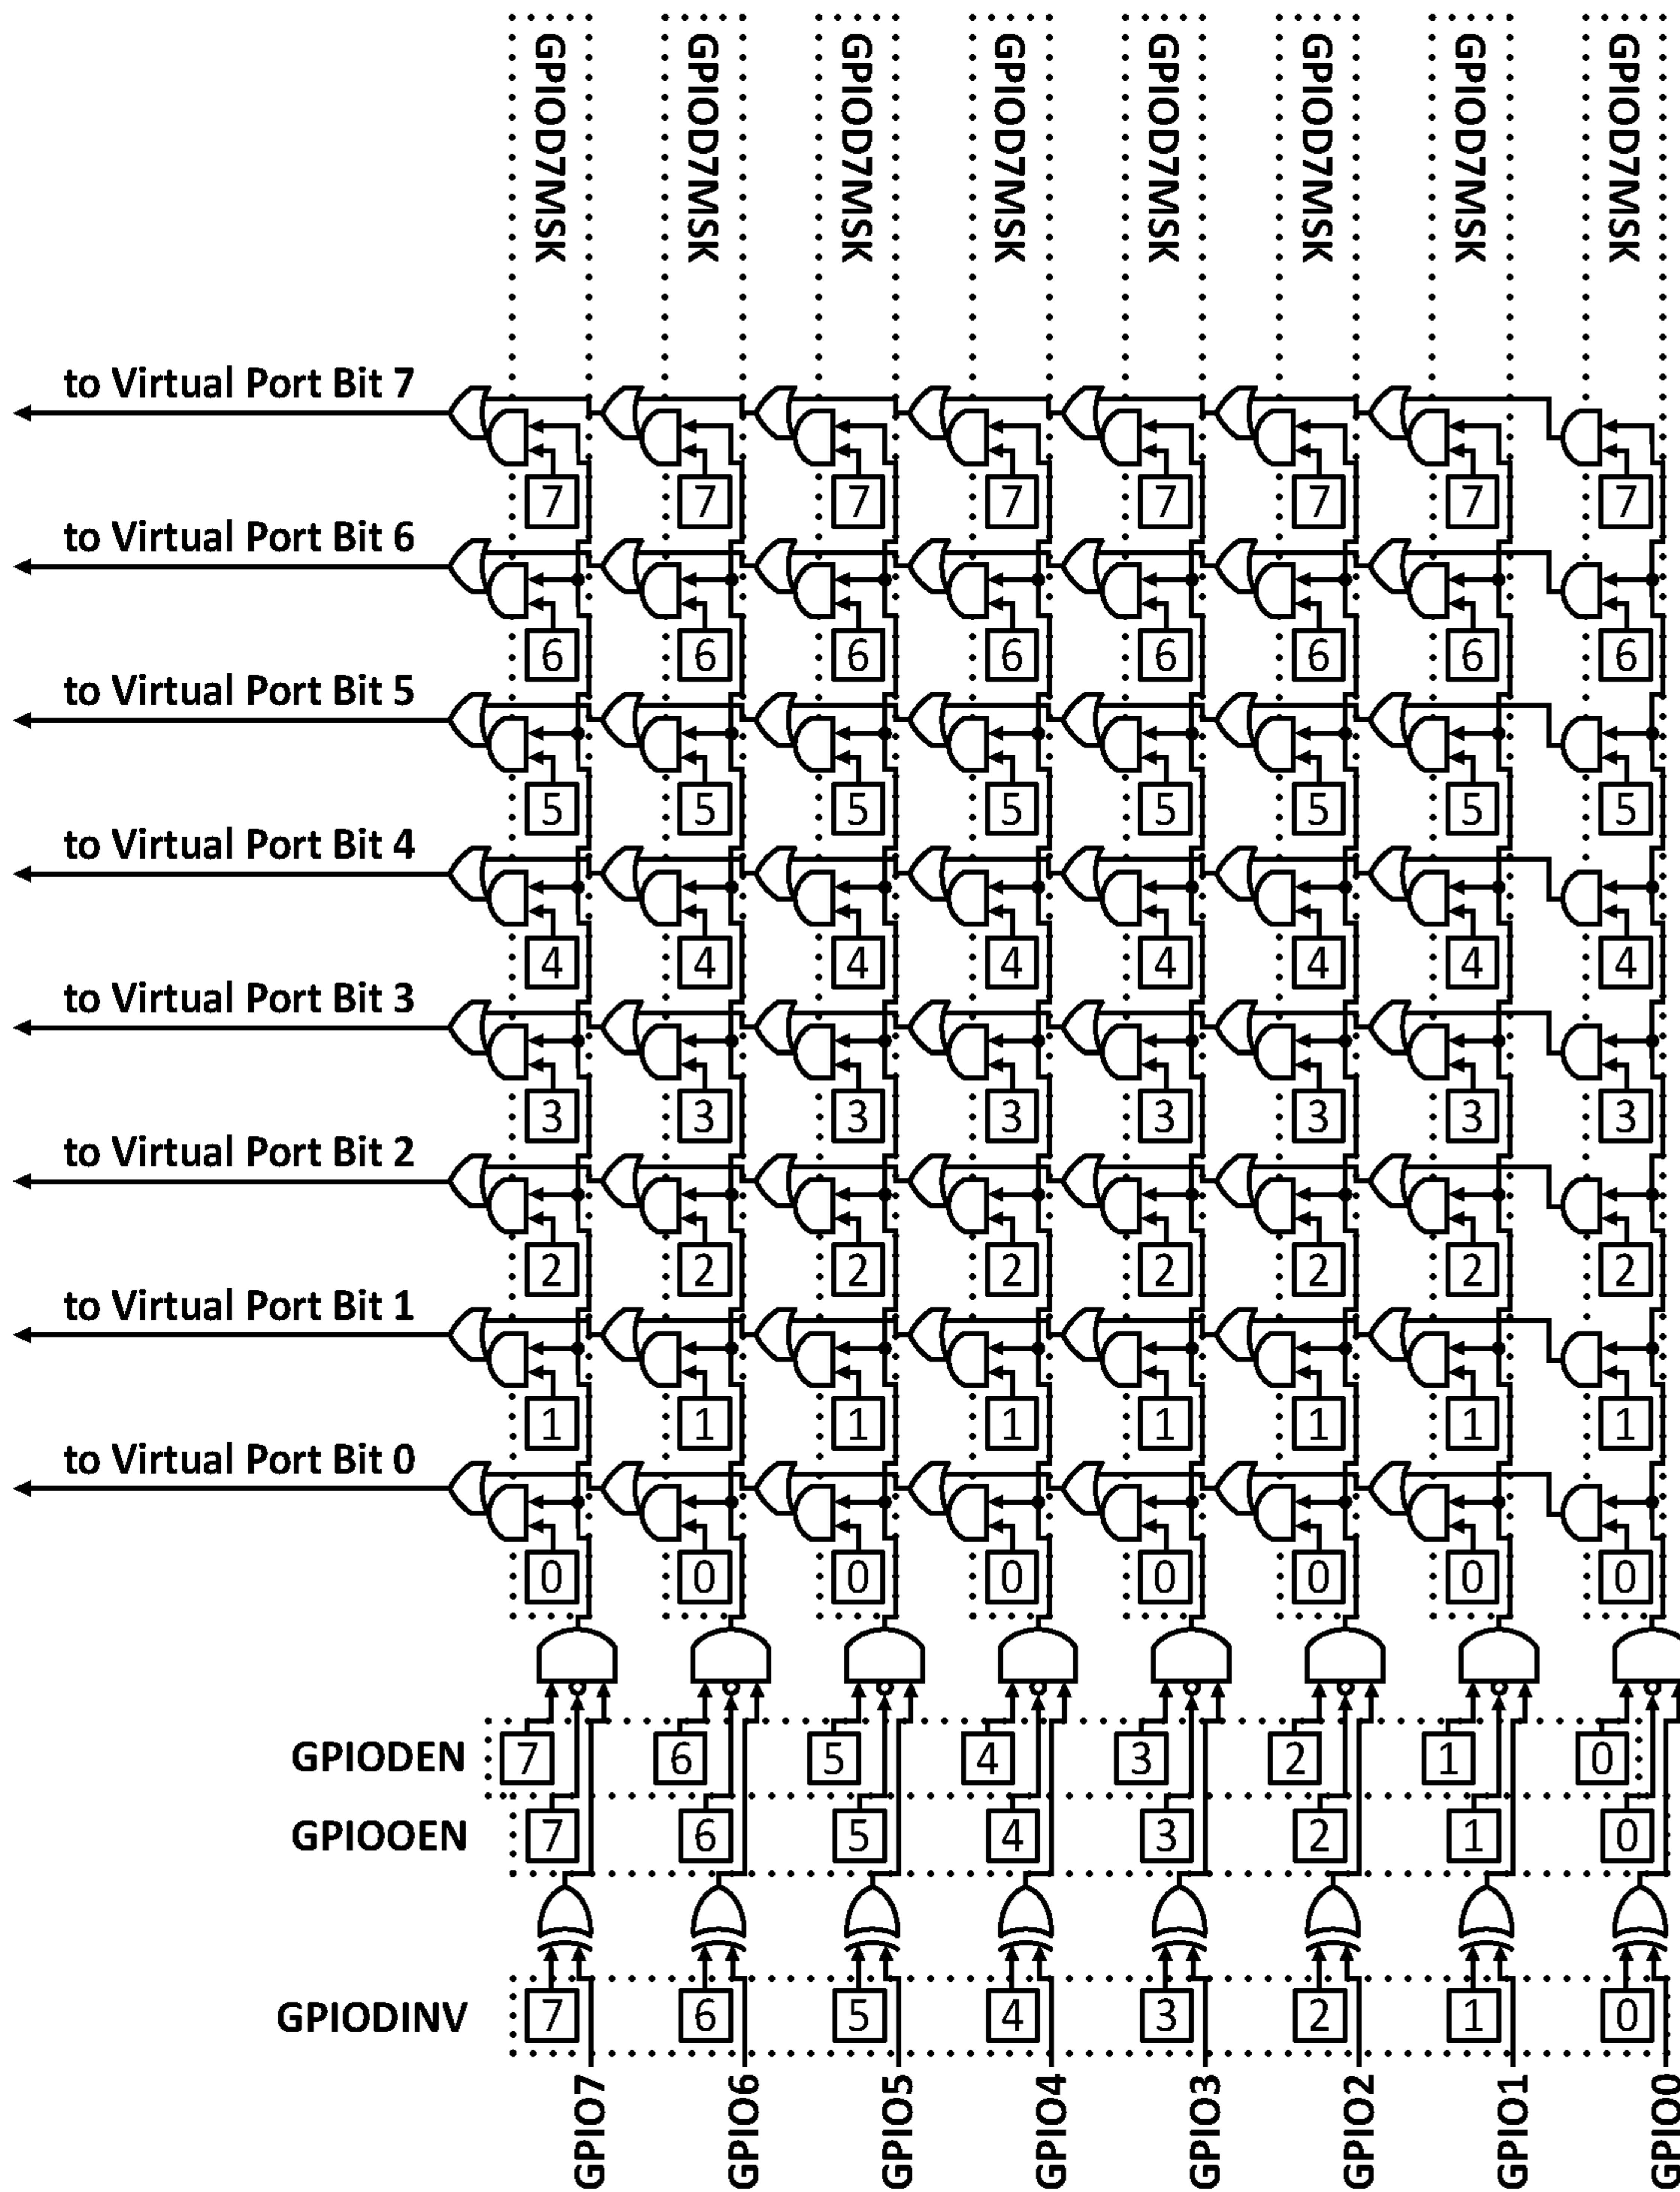 GPIOD7MSK GPIOD7MSK GPIOD7MSK GPIOD7MSK GPIOD7MSK GPIOD7MSK GPIOD7MSK GPIOD7MSK
to Virtual Port Bit 7
7 7 7 7 7 7 7 7
to Virtual Port Bit 6
6 6 6 6 6 6 6 6
to Virtual Port Bit 5
5 5 5 5 5 5 5 5
to Virtual Port Bit 4
4 4 4 4 4 4 4 4
to Virtual Port Bit 3
3 3 3 3 3 3 3 3
to Virtual Port Bit 2
2 2 2 2 2 2 2 2
to Virtual Port Bit 1
1 1 1 1 1 1 1 1
to Virtual Port Bit 0
0 0 0 0 0 0 0 0
GPIODEN 7 6 5 4 3 2 1 0
GPIOOEN 7 6 5 4 3 2 1 0
GPIODINV 7 6 5 4 3 2 1 0
GPIO7 GPIO6 GPIO5 GPIO4 GPIO3 GPIO2 GPIO1 GPIO0